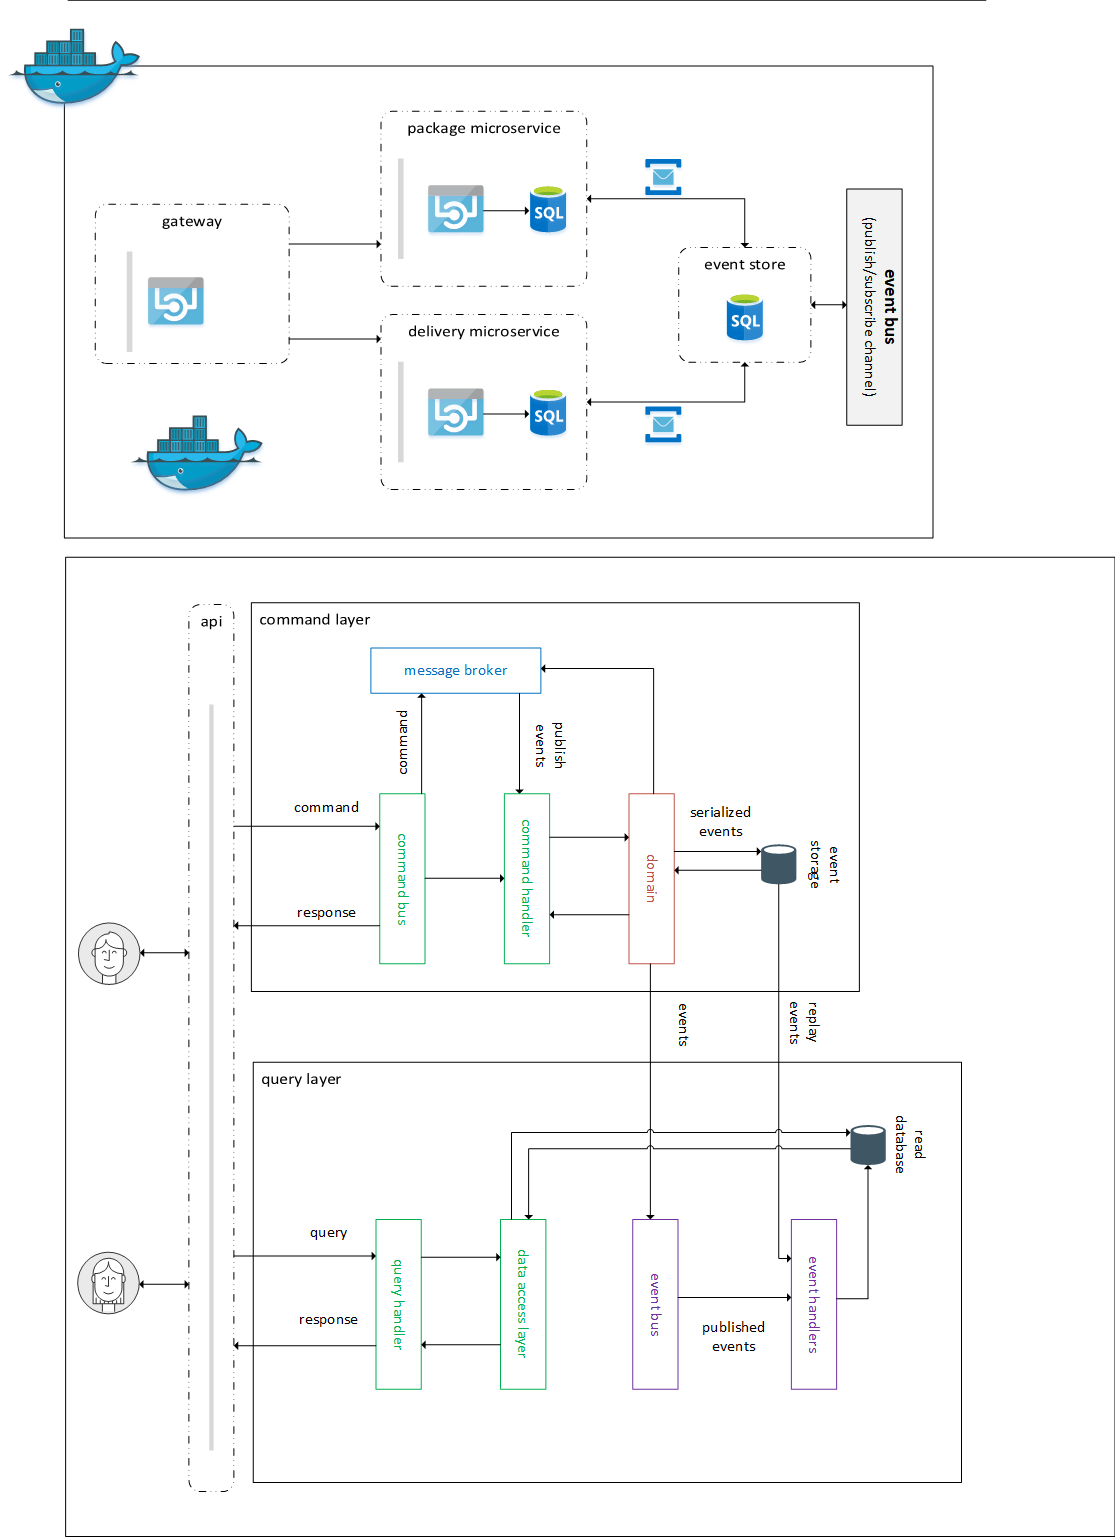 package microservice
SQL
gateway
delivery microservice
SQL
event store
SQL
event bus
(publish/subscribe channel)
api
command layer
message broker
command
publish
events
command
response
command bus
command handler
domain
serialized
events
event
storage
events
replay
events
query layer
read
database
query
response
query handler
data access layer
event bus
published
events
event handlers